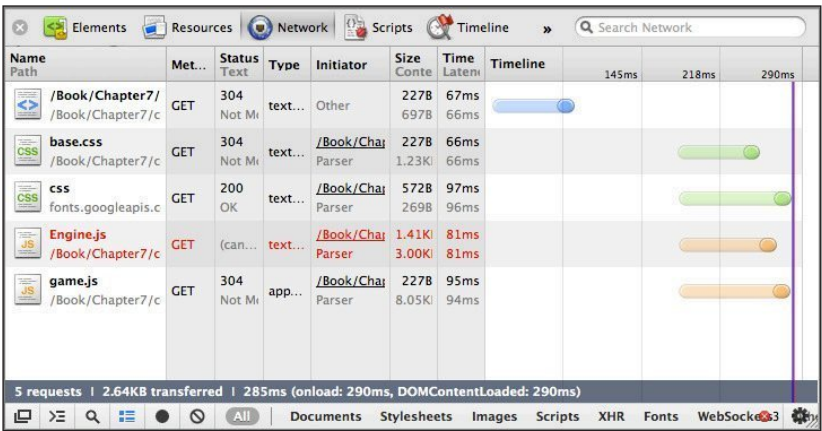 Elements Resources Network Scripts Timeline » Search Network
Name Met... Status Type Initiator Size Time Timeline
Path Text Conte Laten 145ms 218ms 290ms
/Book/Chapter7/ GET 304 text... Other 227B 67ms
/Book/Chapter7/c Not Mo 697B 66ms
base.css GET 304 text... /Book/Chap 227B 66ms
/Book/Chapter7/c Not Mo Parser 1.23K 66ms
css GET 200 text... /Book/Chap 572B 97ms
fonts.googleapis.c OK Parser 269B 96ms
Engine.js GET (can... text... /Book/Chap 1.41K 81ms
/Book/Chapter7/c Parser 3.00K 81ms
game.js GET 304 app... /Book/Chap 227B 95ms
/Book/Chapter7/c Not Mo Parser 8.05K 94ms
5 requests | 2.64KB transferred | 285ms (onload: 290ms, DOMContentLoaded: 290ms)
All Documents Stylesheets Images Scripts XHR Fonts WebSockets 3